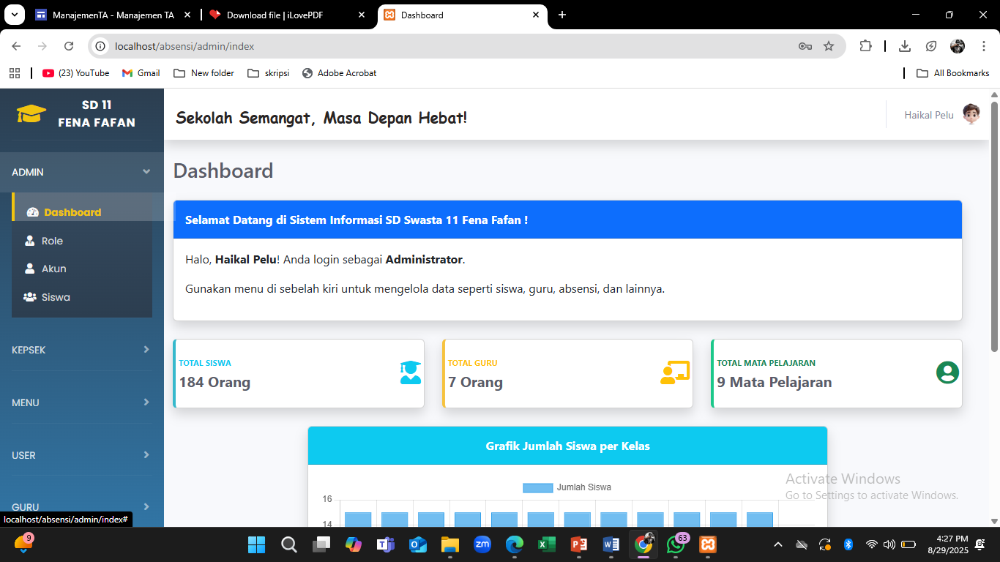 ManajemenTA - Manajemen TA
Download file | iLovePDF
Dashboard
localhost/absensi/admin/index
(23) YouTube
Gmail
New folder
skripsi
Adobe Acrobat
All Bookmarks
SD 11
FENA FAFAN
Sekolah Semangat, Masa Depan Hebat!
Haikal Pelu
ADMIN
Dashboard
Role
Akun
Siswa
KEPSEK
MENU
USER
GURU
Dashboard
Selamat Datang di Sistem Informasi SD Swasta 11 Fena Fafan !
Halo, Haikal Pelu! Anda login sebagai Administrator.
Gunakan menu di sebelah kiri untuk mengelola data seperti siswa, guru, absensi, dan lainnya.
TOTAL SISWA
184 Orang
TOTAL GURU
7 Orang
TOTAL MATA PELAJARAN
9 Mata Pelajaran
Grafik Jumlah Siswa per Kelas
Jumlah Siswa
16
14
Activate Windows
Go to Settings to activate Windows.
localhost/absensi/admin/index#
9
zm
63
4:27 PM
8/29/2025